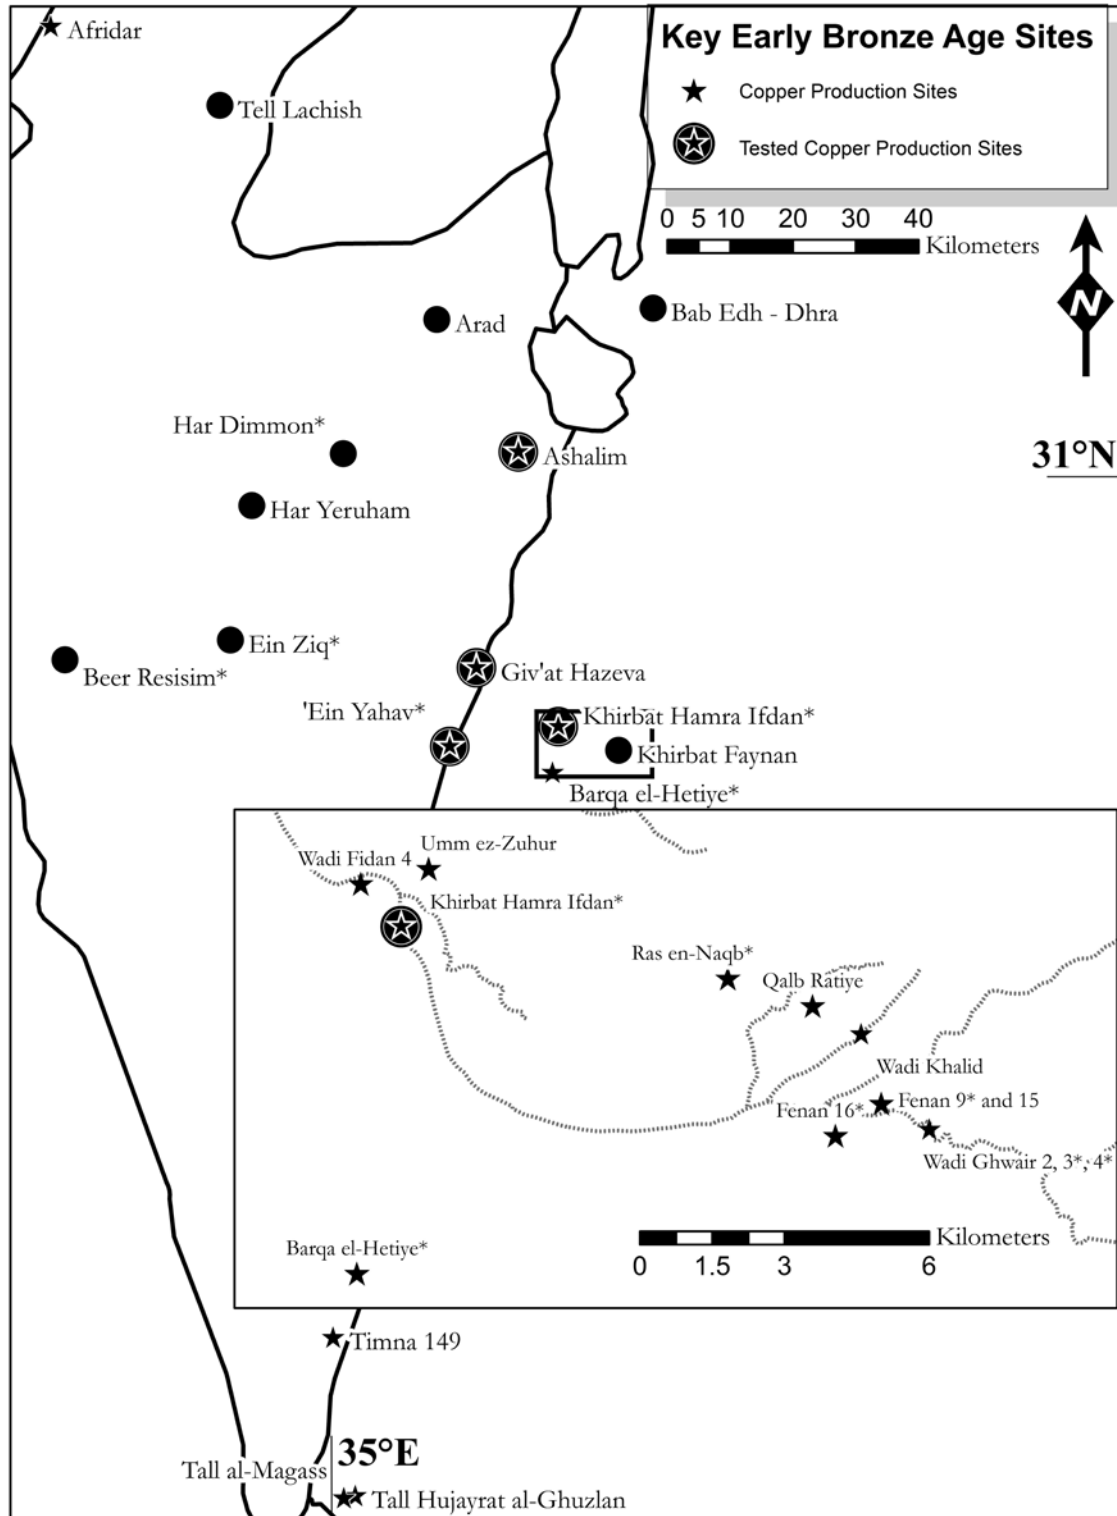 Afridar
Key Early Bronze Age Sites
Copper Production Sites
Tested Copper Production Sites
Tell Lachish
0 5 10 20 30 40
Kilometers
N
Arad
Bab Edh - Dhra
Har Dimmon*
Ashalim
31°N
Har Yeruham
Ein Ziq*
Beer Resisim*
Giv'at Hazeva
'Ein Yahav*
Khirbat Hamra Ifdan*
Khirbat Faynan
Barqa el-Hetiye*
Umm ez-Zuhur
Wadi Fidan 4
Khirbat Hamra Ifdan*
Ras en-Naqb*
Qalb Ratiye
Wadi Khalid
Fenan 9* and 15
Fenan 16*
Wadi Ghwair 2, 3*, 4*
Kilometers
0 1.5 3 6
Barqa el-Hetiye*
Timna 149
35°E
Tall al-Magass
Tall Hujayrat al-Ghuzlan